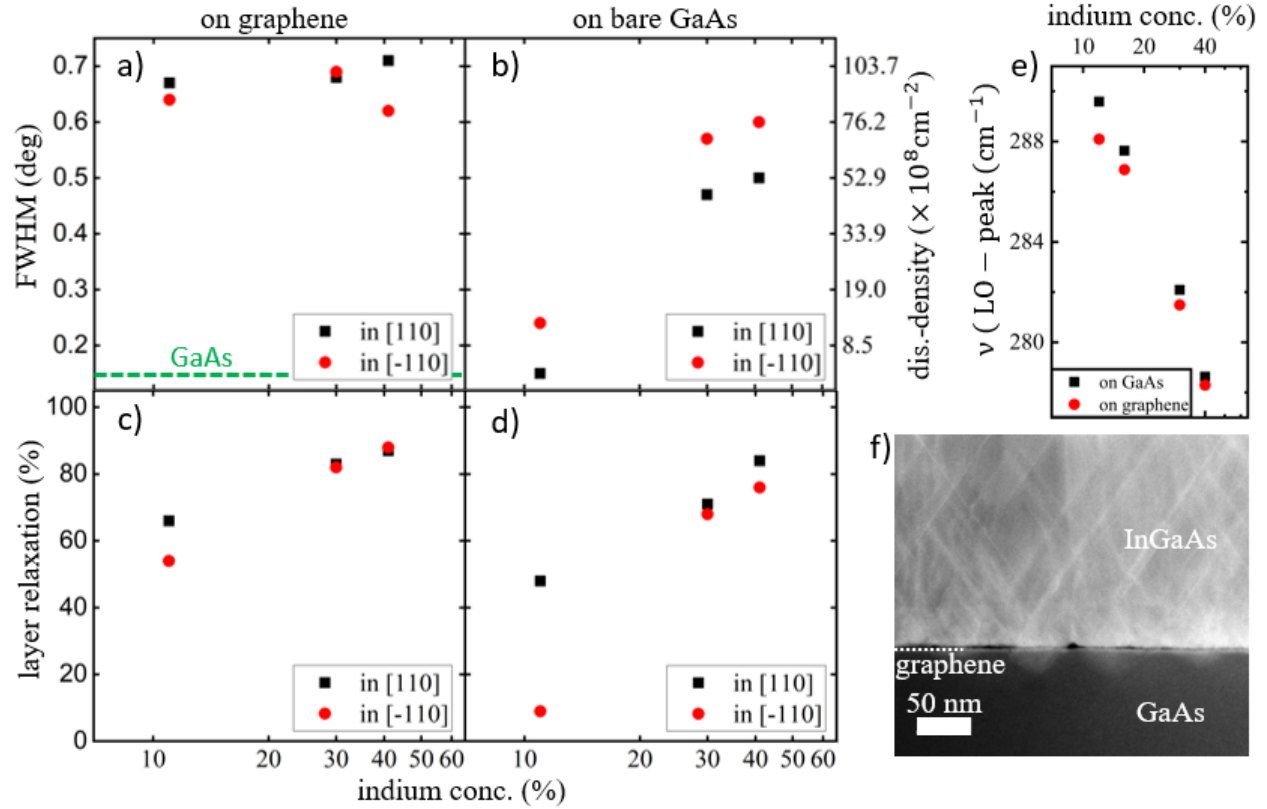 on graphene
on bare GaAs
a)
b)
FWHM (deg)
0.7
0.6
0.5
0.4
0.3
0.2
GaAs
in [110]
in [-110]
in [110]
in [-110]
103.7
76.2
52.9
33.9
19.0
8.5
dis.-density (× 10⁸cm⁻²)
c)
d)
layer relaxation (%)
100
80
60
40
20
0
in [110]
in [-110]
in [110]
in [-110]
10 20 30 40 50 60
10 20 30 40 50 60
indium conc. (%)
indium conc. (%)
10 20 40
e)
ν ( LO − peak (cm⁻¹)
288
284
280
on GaAs
on graphene
f)
InGaAs
graphene
50 nm
GaAs